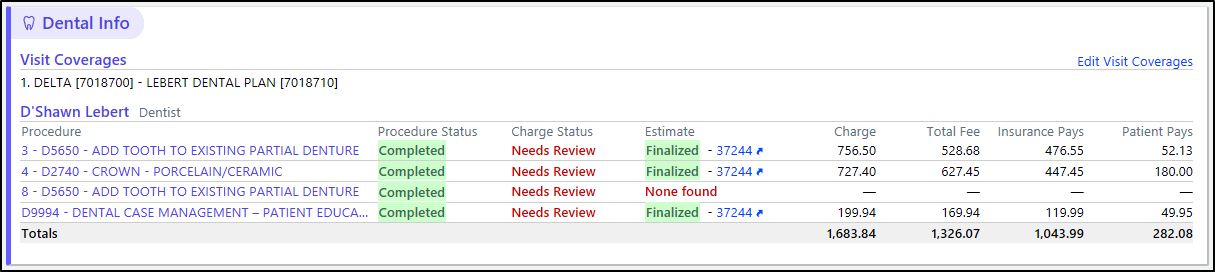 Dental Info
Visit Coverages Edit Visit Coverages
1. DELTA [7018700] - LEBERT DENTAL PLAN [7018710]
D'Shawn Lebert Dentist
Procedure Procedure Status Charge Status Estimate Charge Total Fee Insurance Pays Patient Pays
3 - D5650 - ADD TOOTH TO EXISTING PARTIAL DENTURE Completed Needs Review Finalized - 37244 756.50 528.68 476.55 52.13
4 - D2740 - CROWN - PORCELAIN/CERAMIC Completed Needs Review Finalized - 37244 727.40 627.45 447.45 180.00
8 - D5650 - ADD TOOTH TO EXISTING PARTIAL DENTURE Completed Needs Review None found — — — —
D9994 - DENTAL CASE MANAGEMENT – PATIENT EDUCA... Completed Needs Review Finalized - 37244 199.94 169.94 119.99 49.95
Totals 1,683.84 1,326.07 1,043.99 282.08